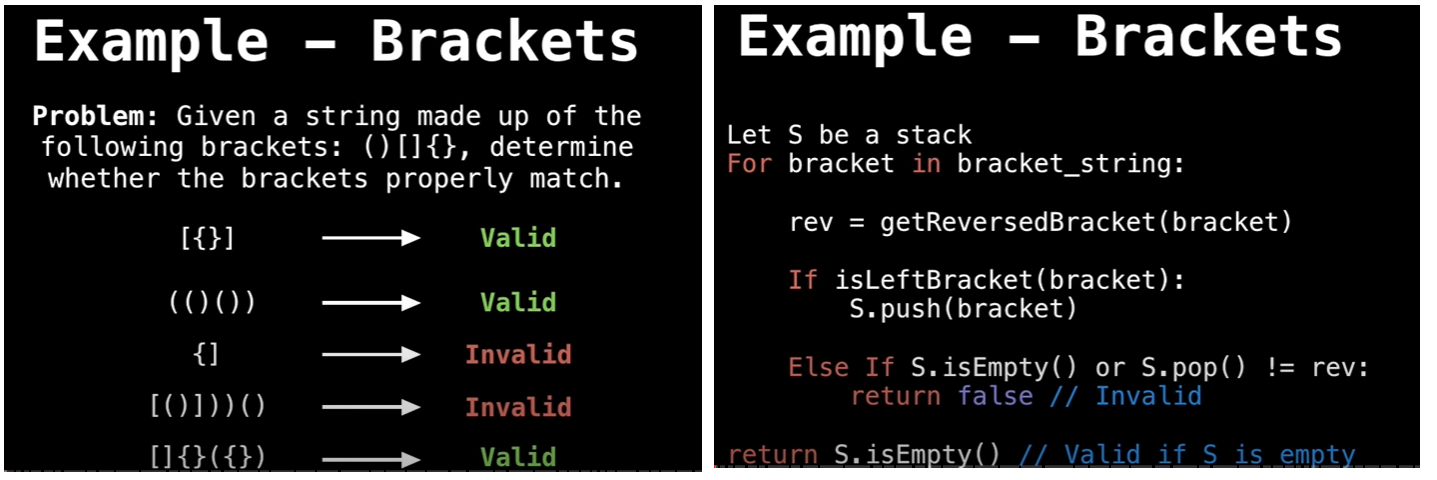 Example – Brackets
Problem: Given a string made up of the
following brackets: ()[]{}, determine
whether the brackets properly match.
[{}] Valid
(()()) Valid
{] Invalid
[()]))() Invalid
[]{}({}) Valid
Example – Brackets
Let S be a stack
For bracket in bracket_string:
rev = getReversedBracket(bracket)
If isLeftBracket(bracket):
S.push(bracket)
Else If S.isEmpty() or S.pop() != rev:
return false // Invalid
return S.isEmpty() // Valid if S is empty